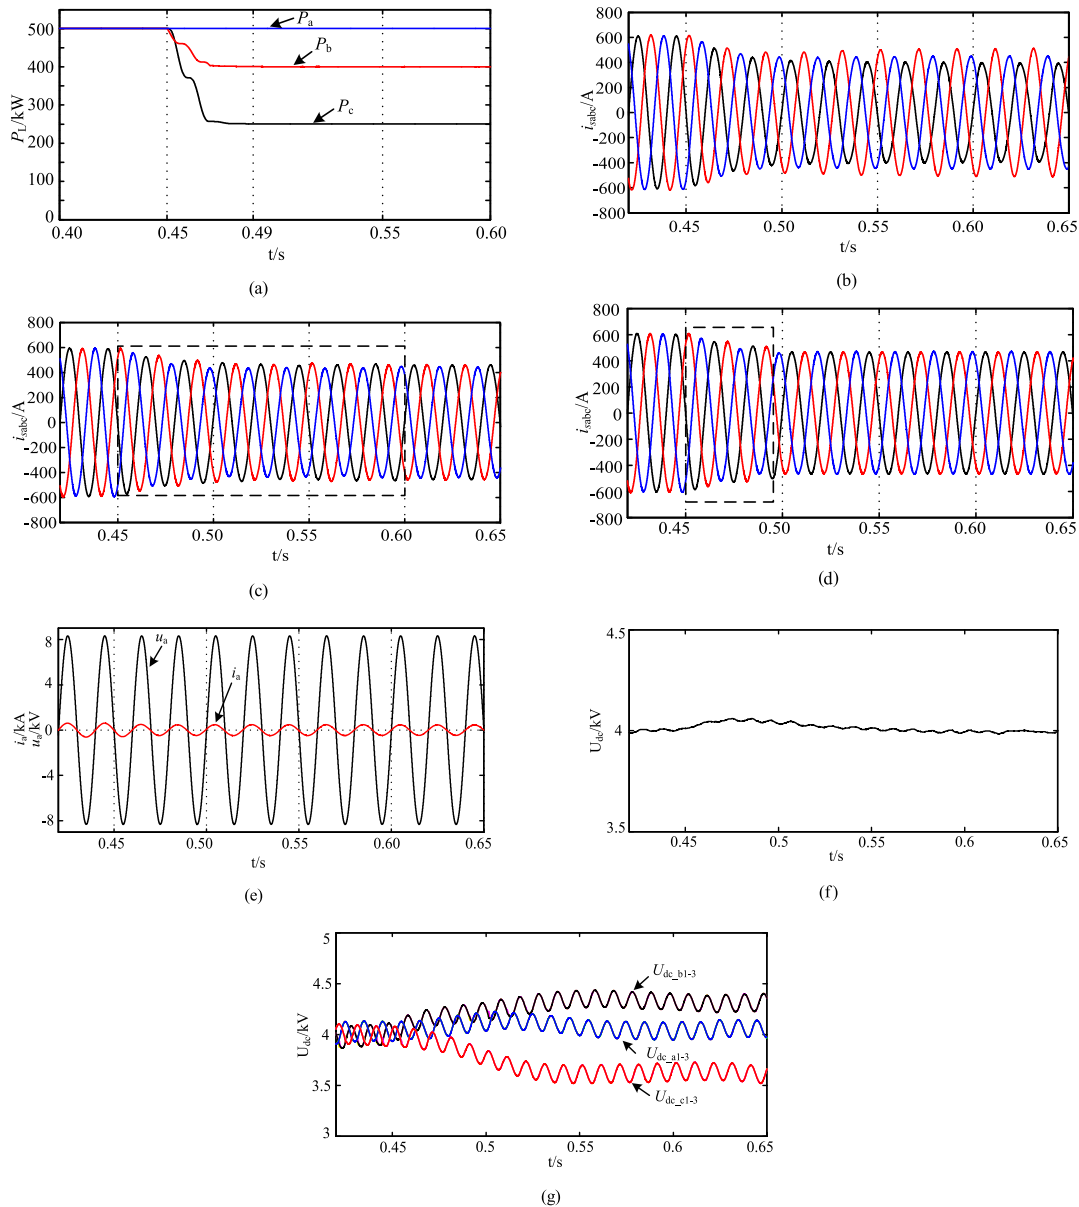 500
400
300
250
200
100
0
P_L/kW
P_a
P_b
P_c
0.40 0.45 0.49 0.55 0.60
t/s
(a)
800
600
400
200
0
-200
-400
-600
-800
i_sabc/A
0.45 0.50 0.55 0.60 0.65
t/s
(b)
800
600
400
200
0
-200
-400
-600
-800
i_sabc/A
0.45 0.50 0.55 0.60 0.65
t/s
(c)
800
600
400
200
0
-200
-400
-600
-800
i_sabc/A
0.45 0.50 0.55 0.60 0.65
t/s
(d)
8
4
0
-4
-8
i_a/kA
u_a/kV
u_a
i_a
0.45 0.50 0.55 0.60 0.65
t/s
(e)
4.5
4
3.5
U_dc/kV
0.45 0.5 0.55 0.6 0.65
t/s
(f)
5
4.5
4
3.5
3
U_dc/kV
U_dc_b1-3
U_dc_a1-3
U_dc_c1-3
0.45 0.5 0.55 0.6 0.65
t/s
(g)